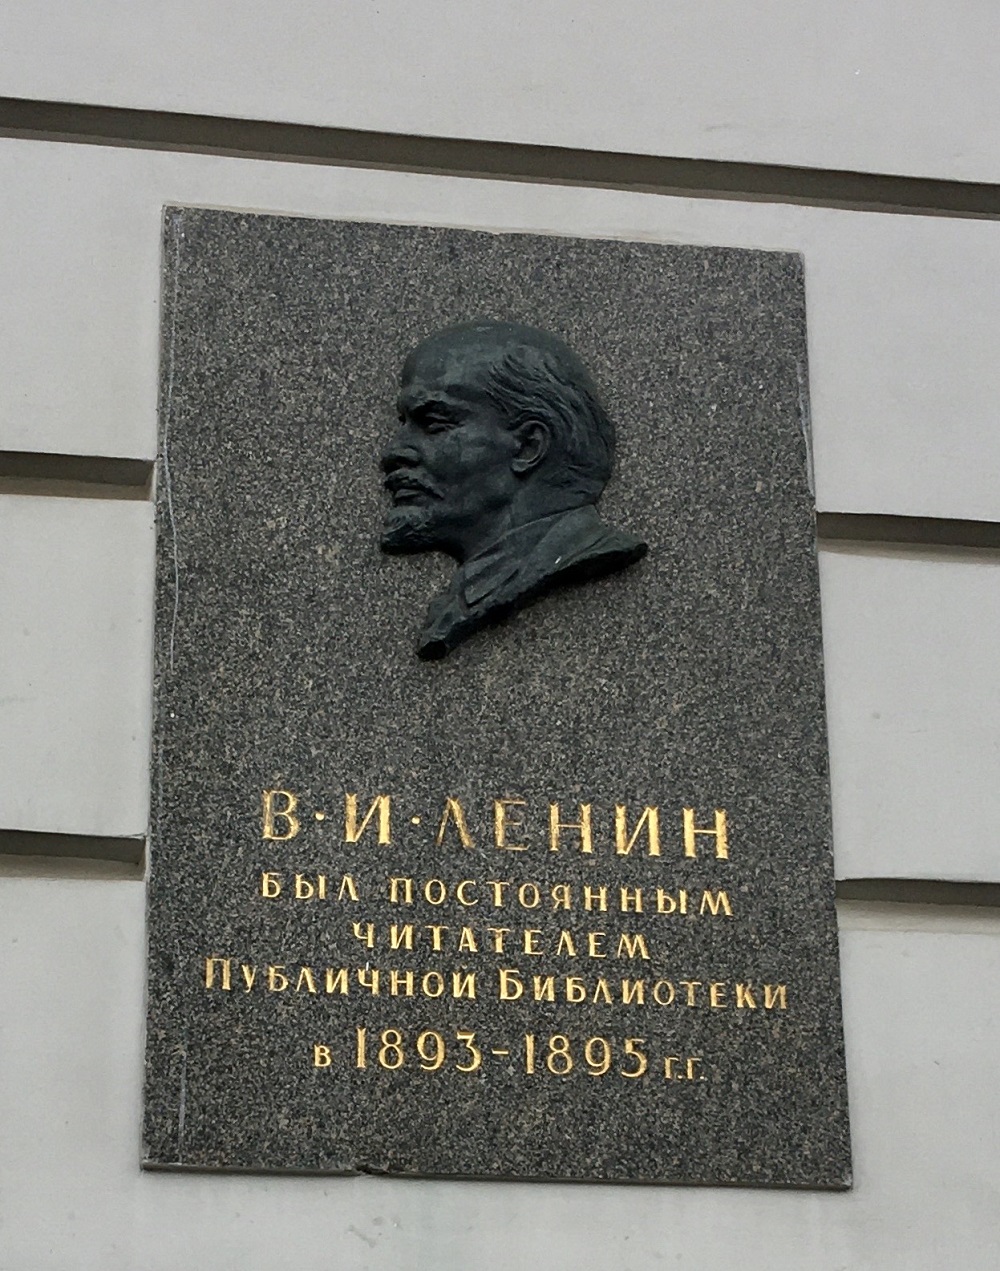 В·И·ЛЕНИН
БЫЛ ПОСТОЯННЫМ
ЧИТАТЕЛЕМ
ПУБЛИЧНОЙ БИБЛИОТЕКИ
В 1893-1895 Г.Г.